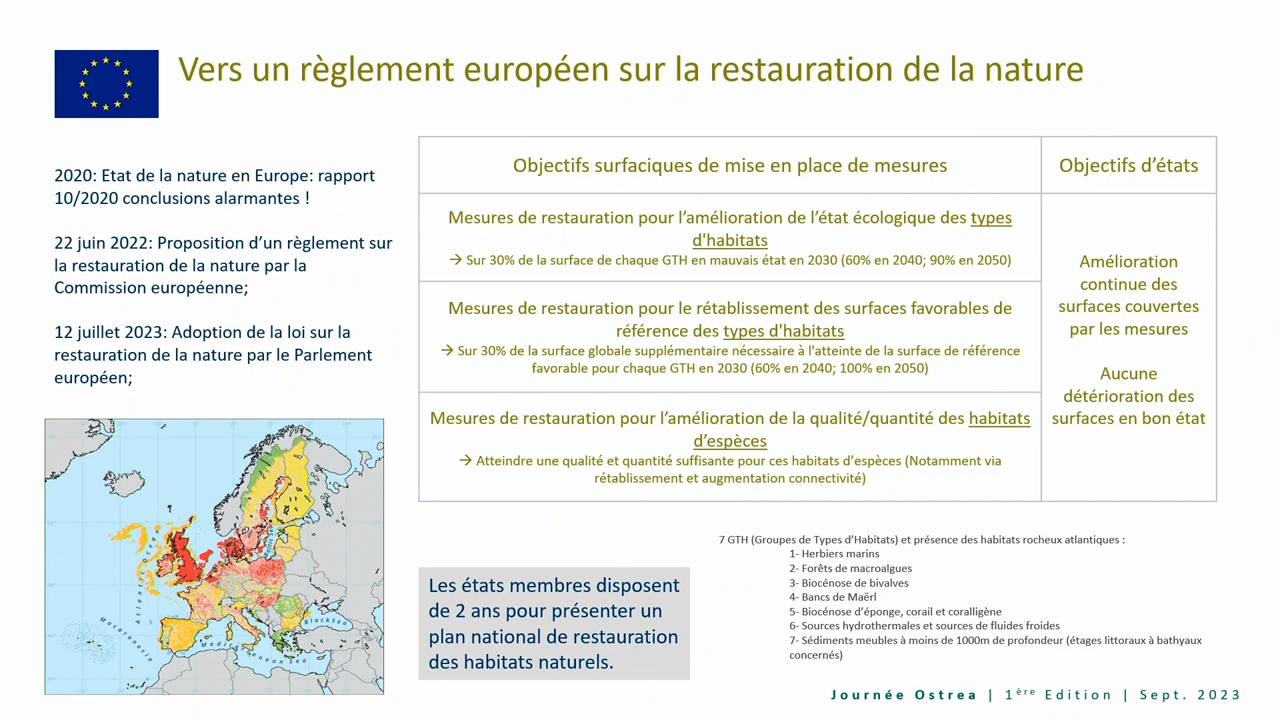 Vers un règlement européen sur la restauration de la nature
2020: Etat de la nature en Europe: rapport
10/2020 conclusions alarmantes !
22 juin 2022: Proposition d'un règlement sur
la restauration de la nature par la
Commission européenne;
12 juillet 2023: Adoption de la loi sur la
restauration de la nature par le Parlement
européen;
Objectifs surfaciques de mise en place de mesures
Objectifs d'états
Mesures de restauration pour l'amélioration de l'état écologique des types
d'habitats
→ Sur 30% de la surface de chaque GTH en mauvais état en 2030 (60% en 2040; 90% en 2050)
Mesures de restauration pour le rétablissement des surfaces favorables de
référence des types d'habitats
→ Sur 30% de la surface globale supplémentaire nécessaire à l'atteinte de la surface de référence
favorable pour chaque GTH en 2030 (60% en 2040; 100% en 2050)
Mesures de restauration pour l'amélioration de la qualité/quantité des habitats
d'espèces
→ Atteindre une qualité et quantité suffisante pour ces habitats d'espèces (Notamment via
rétablissement et augmentation connectivité)
Amélioration
continue des
surfaces couvertes
par les mesures
Aucune
détérioration des
surfaces en bon état
Atlantic
Macaronesia
Mediterranean Sea
Black Sea
Les états membres disposent
de 2 ans pour présenter un
plan national de restauration
des habitats naturels.
7 GTH (Groupes de Types d'Habitats) et présence des habitats rocheux atlantiques :
1- Herbiers marins
2- Forêts de macroalgues
3- Biocénose de bivalves
4- Bancs de Maërl
5- Biocénose d'éponge, corail et coralligène
6- Sources hydrothermales et sources de fluides froides
7- Sédiments meubles à moins de 1000m de profondeur (étages littoraux à bathyaux
concernés)
Journée Ostrea | 1ère Edition | Sept. 2023